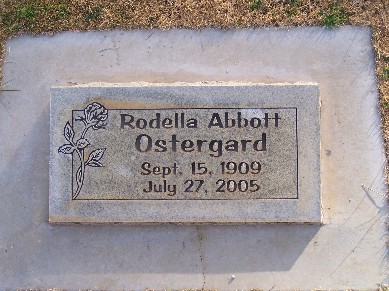 Rodella Abbott
Ostergard
Sept. 15, 1909
July 27, 2005